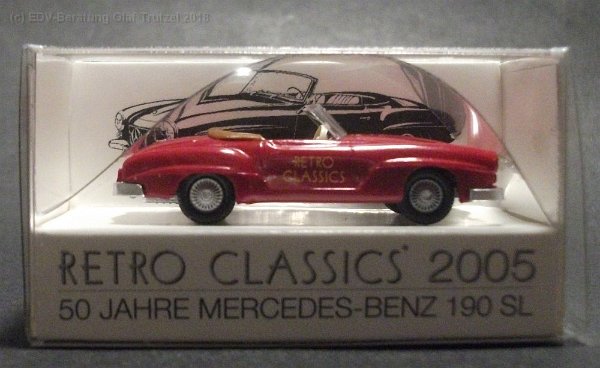 (c) EDV-Beratung Olaf Trutzel 2018
RETRO
CLASSICS
RETRO CLASSICS® 2005
50 JAHRE MERCEDES-BENZ 190 SL